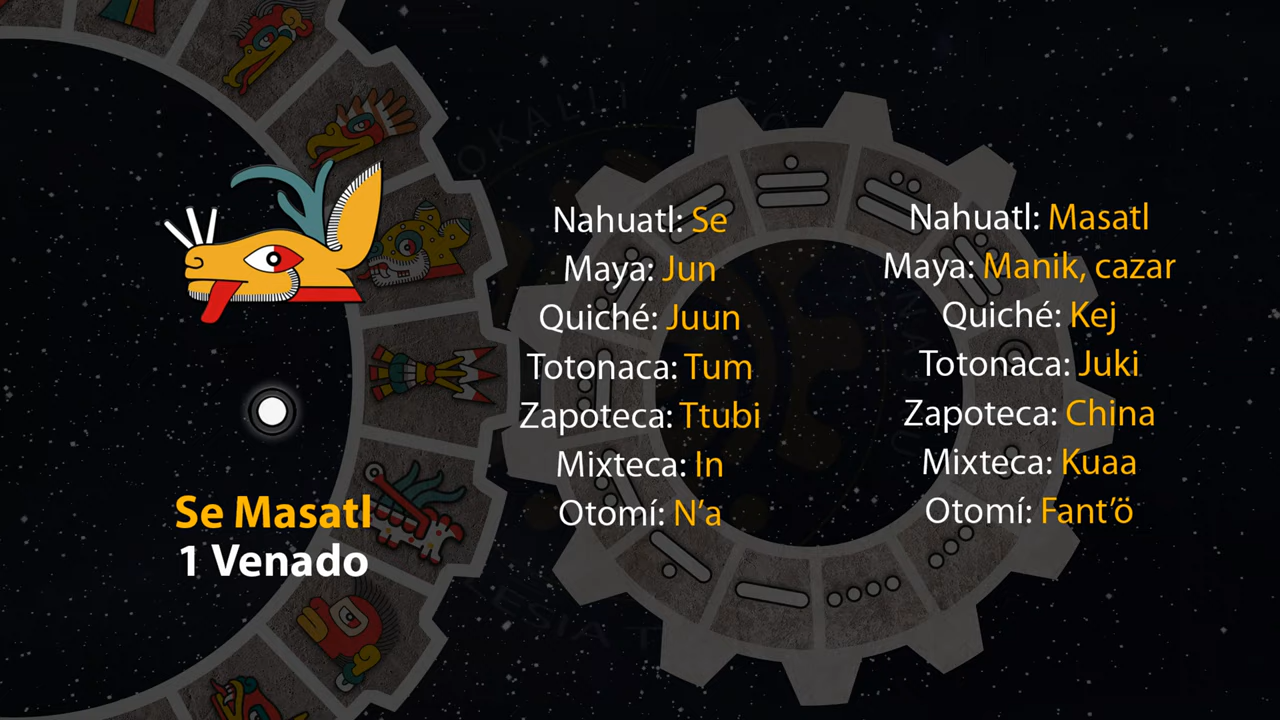 Se Masatl
1 Venado
Nahuatl: Se
Maya: Jun
Quiché: Juun
Totonaca: Tum
Zapoteca: Ttubi
Mixteca: In
Otomí: N’a
Nahuatl: Masatl
Maya: Manik, cazar
Quiché: Kej
Totonaca: Juki
Zapoteca: China
Mixteca: Kuaa
Otomí: Fant’ö